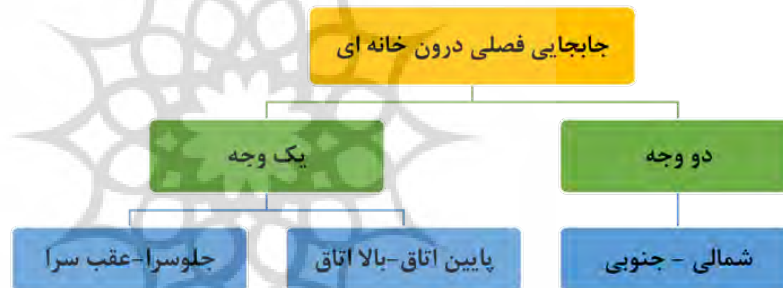 جابجایی فصلی درون خانه ای
دو وجه
یک وجه
شمالی - جنوبی
پایین اتاق-بالا اتاق
جلوسرا-عقب سرا